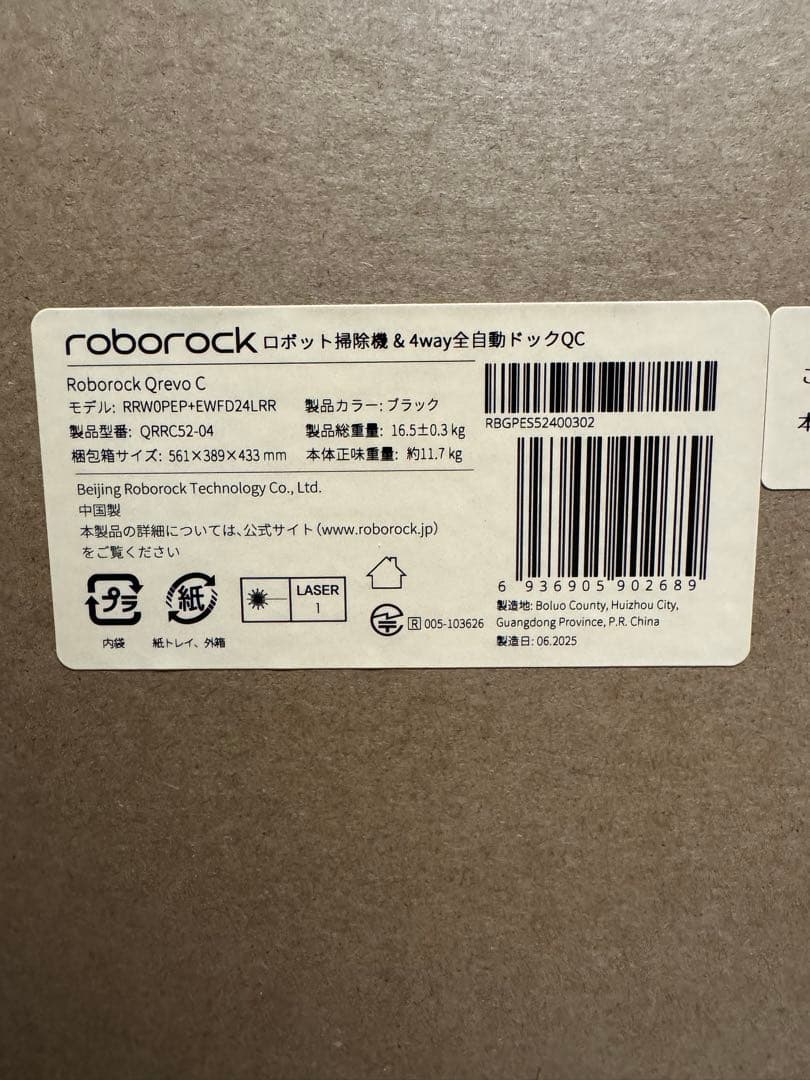 roborock ロボット掃除機 & 4way全自動ドックQC
Roborock Qrevo C
モデル: RRW0PEP+EWFD24LRR 製品カラー: ブラック
製品型番: QRRC52-04 製品総重量: 16.5±0.3 kg
梱包箱サイズ: 561×389×433 mm 本体正味重量: 約11.7 kg
RBGPES52400302
Beijing Roborock Technology Co., Ltd.
中国製
本製品の詳細については、公式サイト（www.roborock.jp）
をご覧ください
6 936905 902689
プラ
内袋
紙
紙トレイ、外箱
LASER
1
R 005-103626
製造地: Boluo County, Huizhou City,
Guangdong Province, P.R. China
製造日: 06.2025
本